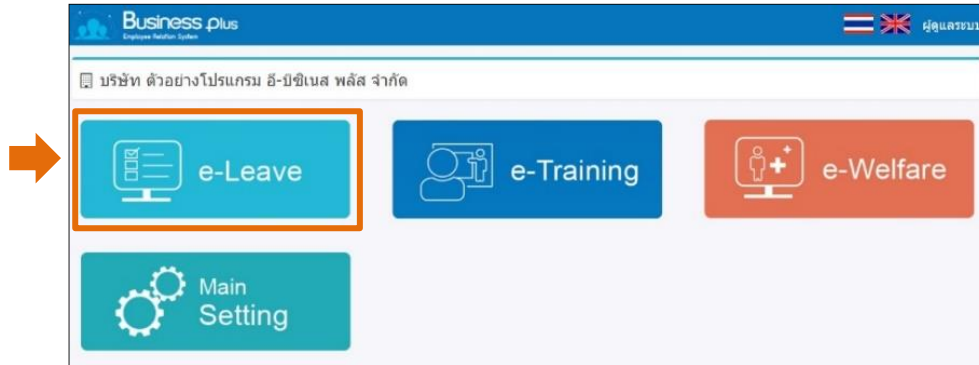 Business Plus
Employee Relation System
ผู้ดูแลระบบ
บริษัท ตัวอย่างโปรแกรม อี-บิซิเนส พลัส จำกัด
e-Leave
e-Training
e-Welfare
Main
Setting